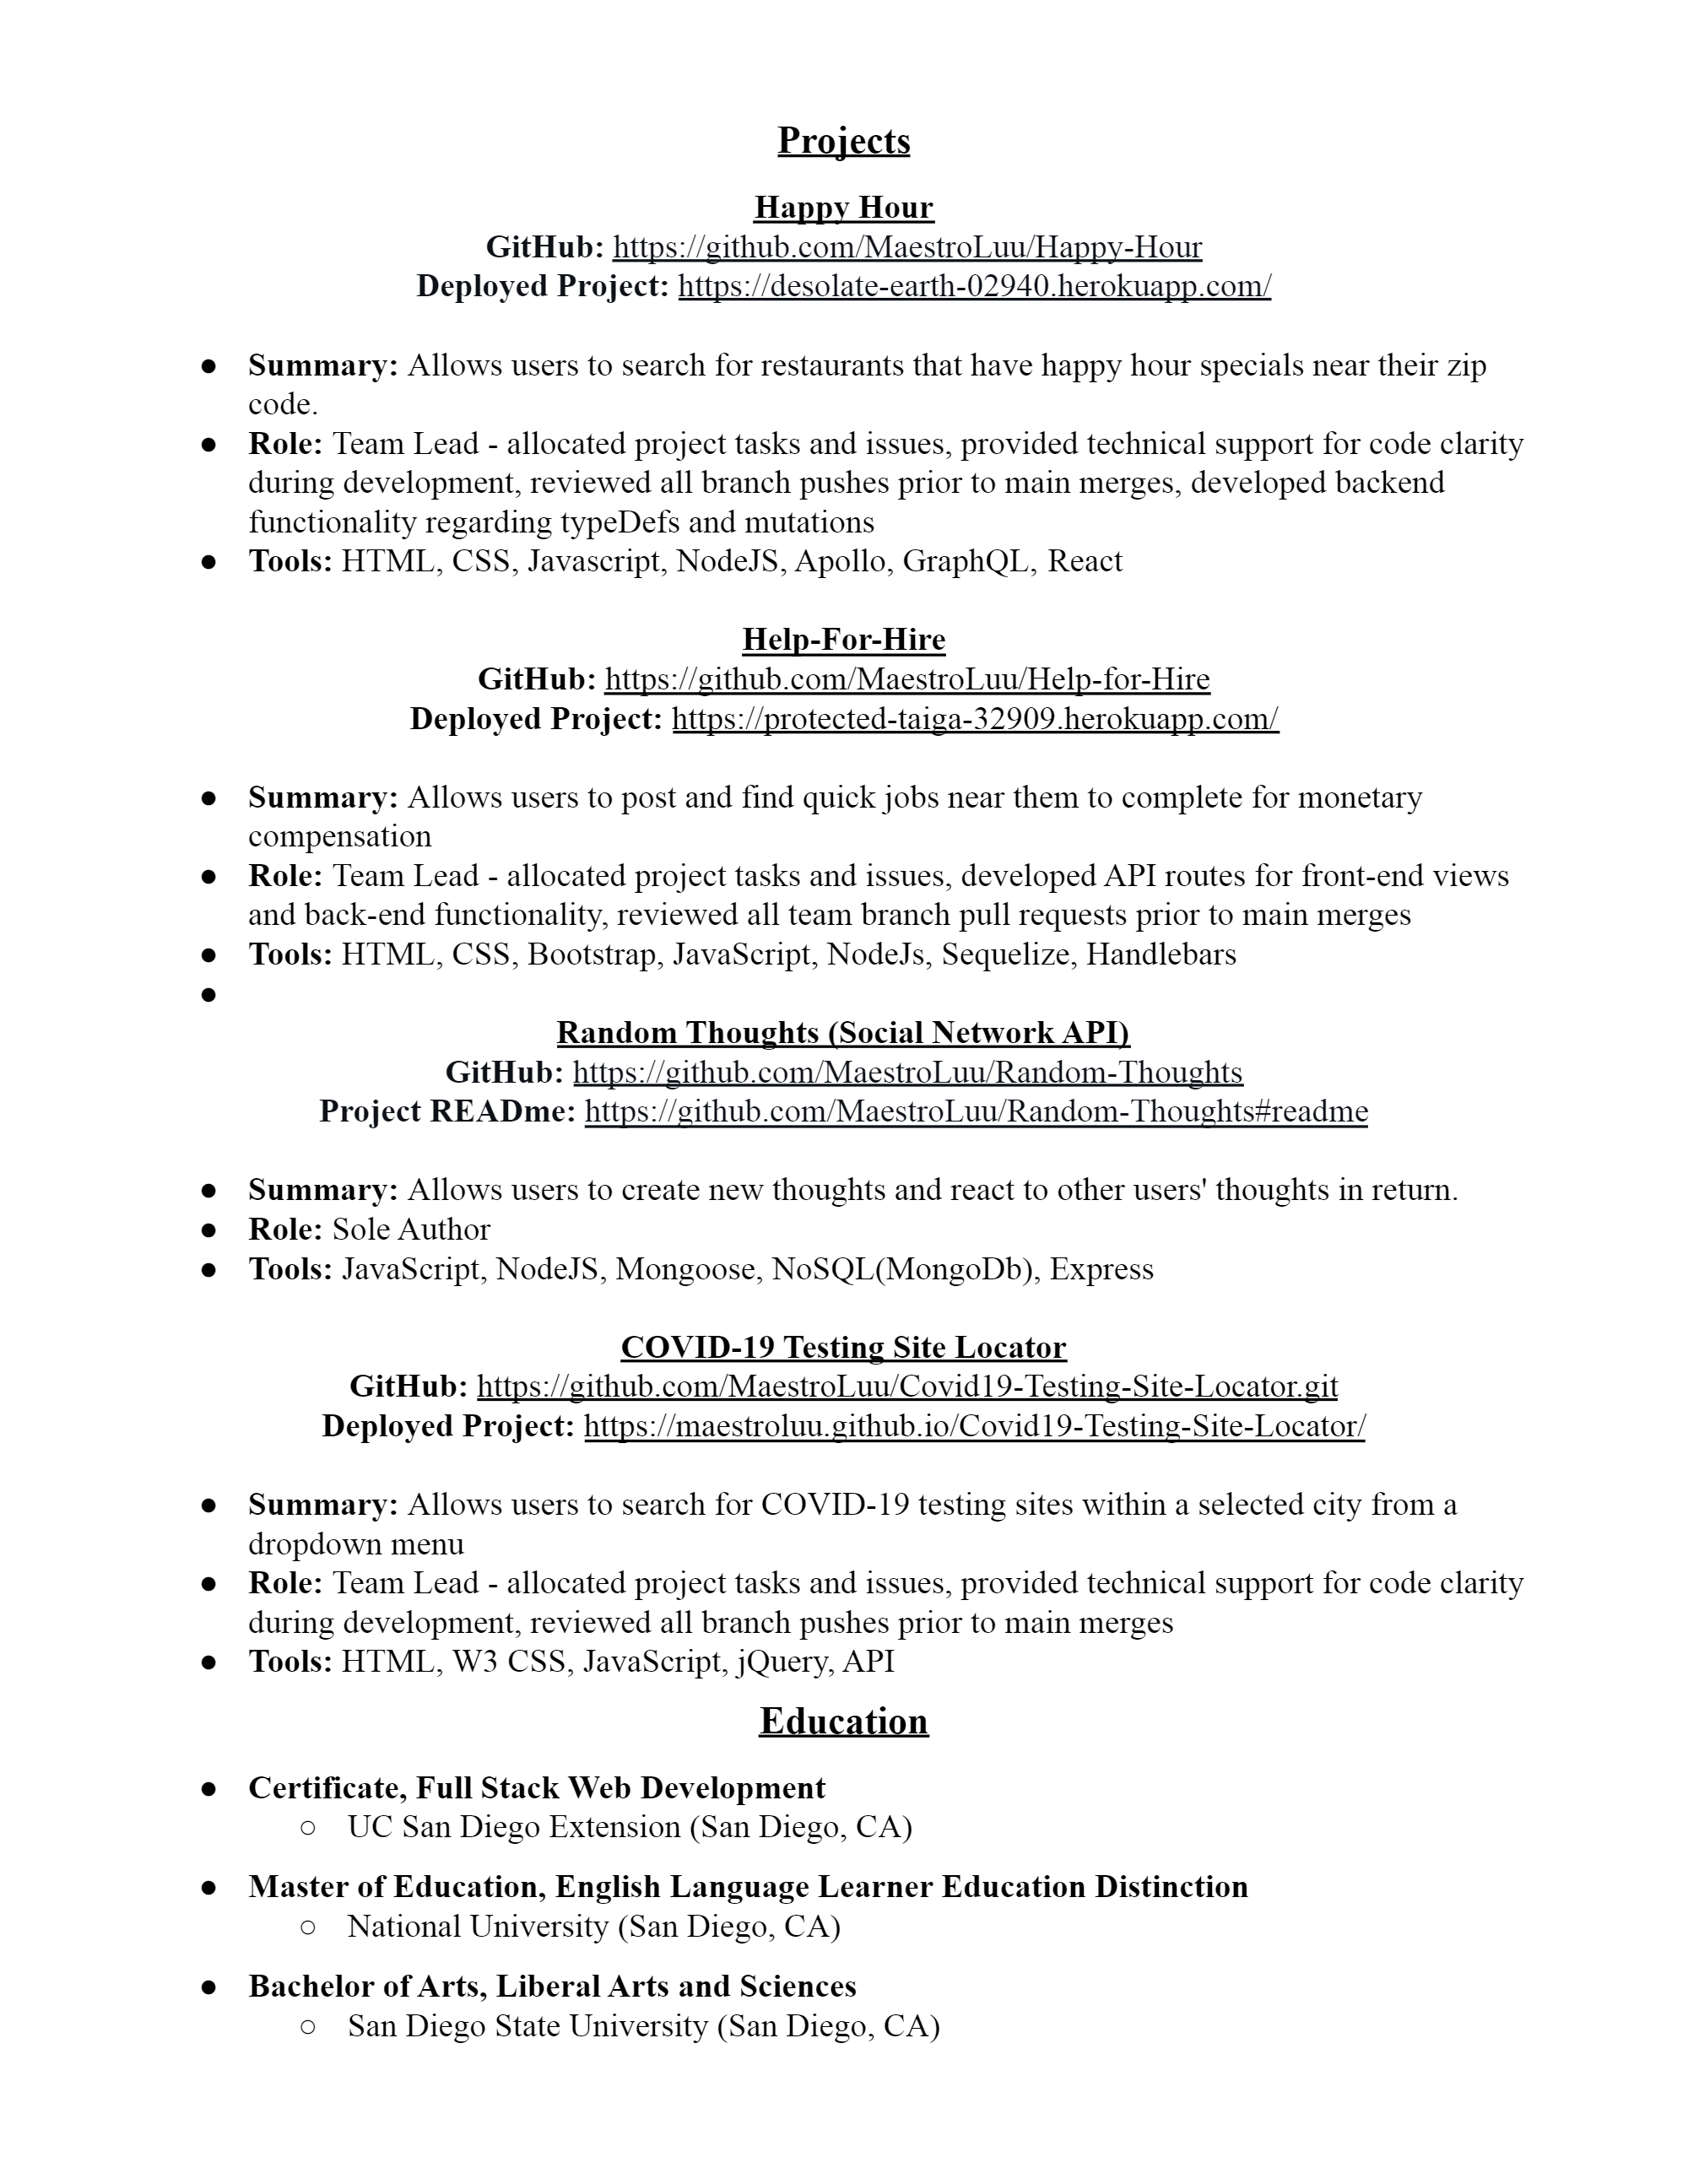 Projects
Happy Hour
GitHub: https://github.com/MaestroLuu/Happy-Hour
Deployed Project: https://desolate-earth-02940.herokuapp.com/
● Summary: Allows users to search for restaurants that have happy hour specials near their zip
code.
● Role: Team Lead - allocated project tasks and issues, provided technical support for code clarity
during development, reviewed all branch pushes prior to main merges, developed backend
functionality regarding typeDefs and mutations
● Tools: HTML, CSS, Javascript, NodeJS, Apollo, GraphQL, React
Help-For-Hire
GitHub: https://github.com/MaestroLuu/Help-for-Hire
Deployed Project: https://protected-taiga-32909.herokuapp.com/
● Summary: Allows users to post and find quick jobs near them to complete for monetary
compensation
● Role: Team Lead - allocated project tasks and issues, developed API routes for front-end views
and back-end functionality, reviewed all team branch pull requests prior to main merges
● Tools: HTML, CSS, Bootstrap, JavaScript, NodeJs, Sequelize, Handlebars
●
Random Thoughts (Social Network API)
GitHub: https://github.com/MaestroLuu/Random-Thoughts
Project READme: https://github.com/MaestroLuu/Random-Thoughts#readme
● Summary: Allows users to create new thoughts and react to other users' thoughts in return.
● Role: Sole Author
● Tools: JavaScript, NodeJS, Mongoose, NoSQL(MongoDb), Express
COVID-19 Testing Site Locator
GitHub: https://github.com/MaestroLuu/Covid19-Testing-Site-Locator.git
Deployed Project: https://maestroluu.github.io/Covid19-Testing-Site-Locator/
● Summary: Allows users to search for COVID-19 testing sites within a selected city from a
dropdown menu
● Role: Team Lead - allocated project tasks and issues, provided technical support for code clarity
during development, reviewed all branch pushes prior to main merges
● Tools: HTML, W3 CSS, JavaScript, jQuery, API
Education
● Certificate, Full Stack Web Development
○ UC San Diego Extension (San Diego, CA)
● Master of Education, English Language Learner Education Distinction
○ National University (San Diego, CA)
● Bachelor of Arts, Liberal Arts and Sciences
○ San Diego State University (San Diego, CA)